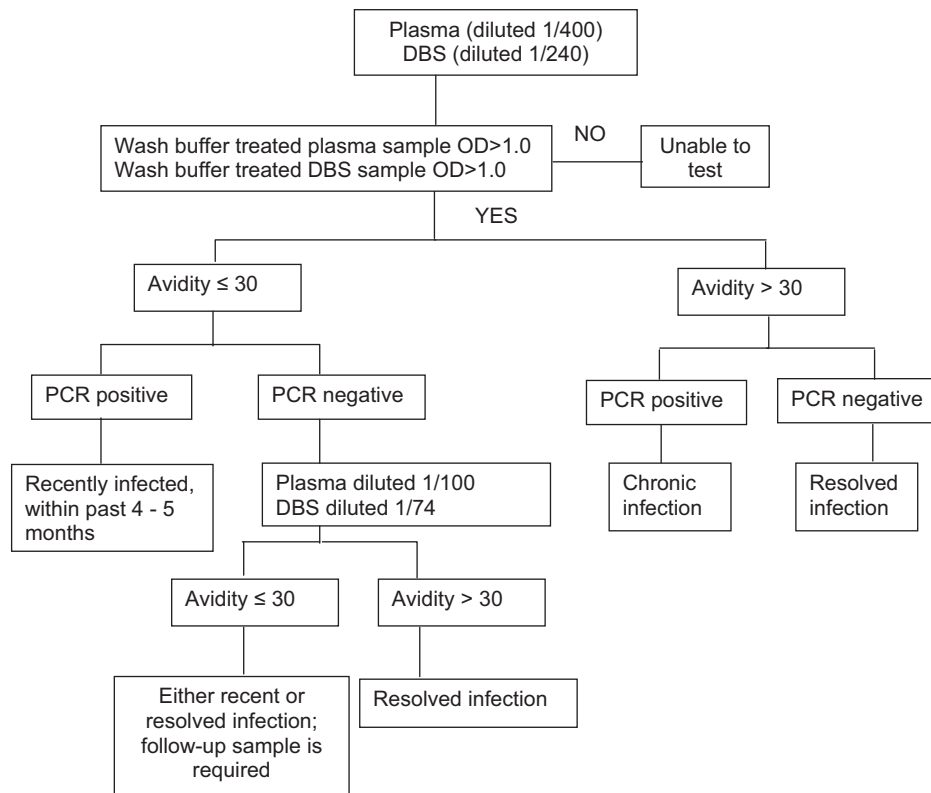 Plasma (diluted 1/400)
DBS (diluted 1/240)
Wash buffer treated plasma sample OD>1.0
Wash buffer treated DBS sample OD>1.0
NO
Unable to
test
YES
Avidity ≤ 30
Avidity > 30
PCR positive
PCR negative
PCR positive
PCR negative
Recently infected,
within past 4 - 5
months
Plasma diluted 1/100
DBS diluted 1/74
Chronic
infection
Resolved
infection
Avidity ≤ 30
Avidity > 30
Either recent or
resolved infection;
follow-up sample is
required
Resolved infection